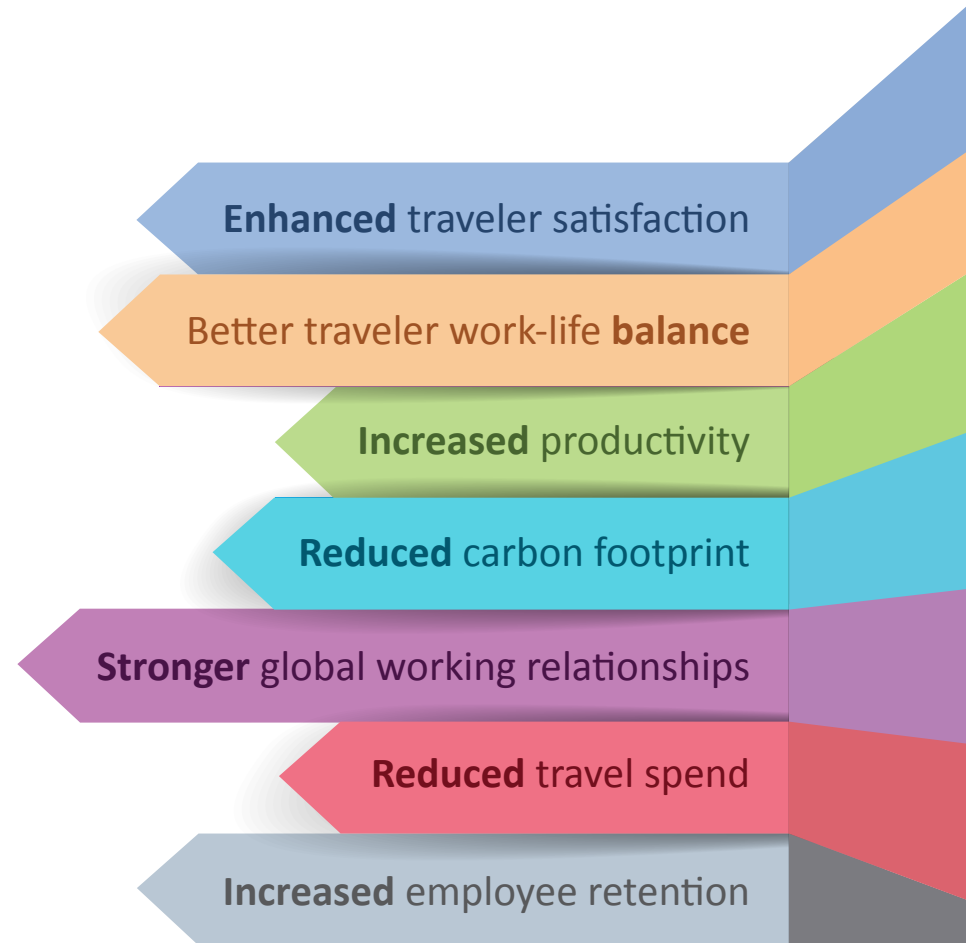 Enhanced traveler satisfaction
Better traveler work-life balance
Increased productivity
Reduced carbon footprint
Stronger global working relationships
Reduced travel spend
Increased employee retention